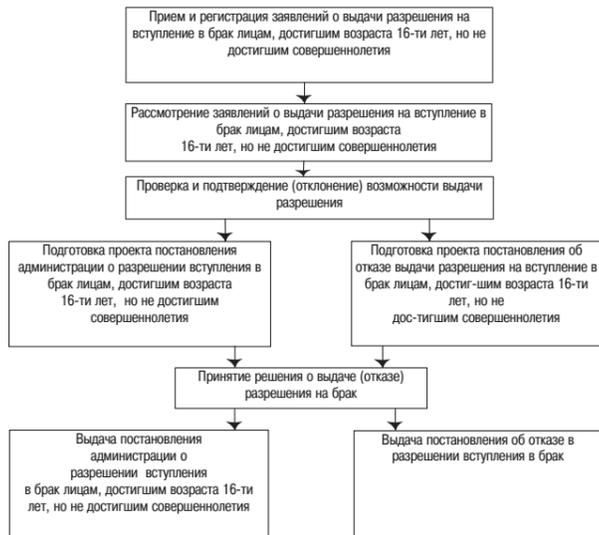 Прием и регистрация заявлений о выдачи разрешения на
вступление в брак лицам, достигшим возраста 16-ти лет, но не
достигшим совершеннолетия
Рассмотрение заявлений о выдачи разрешения на вступление в
брак лицам, достигшим возраста
16-ти лет, но не достигшим совершеннолетия
Проверка и подтверждение (отклонение) возможности выдачи
разрешения
Подготовка проекта постановления
администрации о разрешении вступления в
брак лицам, достигшим возраста
16-ти лет, но не достигшим
совершеннолетия
Подготовка проекта постановления об
отказе выдачи разрешения на вступление в
брак лицам, достиг-шим возраста 16-ти
лет, но не
дос-тигшим совершеннолетия
Принятие решения о выдаче (отказе)
разрешения на брак
Выдача постановления
администрации о
разрешении вступления
в брак лицам, достигшим возраста 16-ти
лет, но не достигшим совершеннолетия
Выдача постановления об отказе в
разрешении вступления в брак